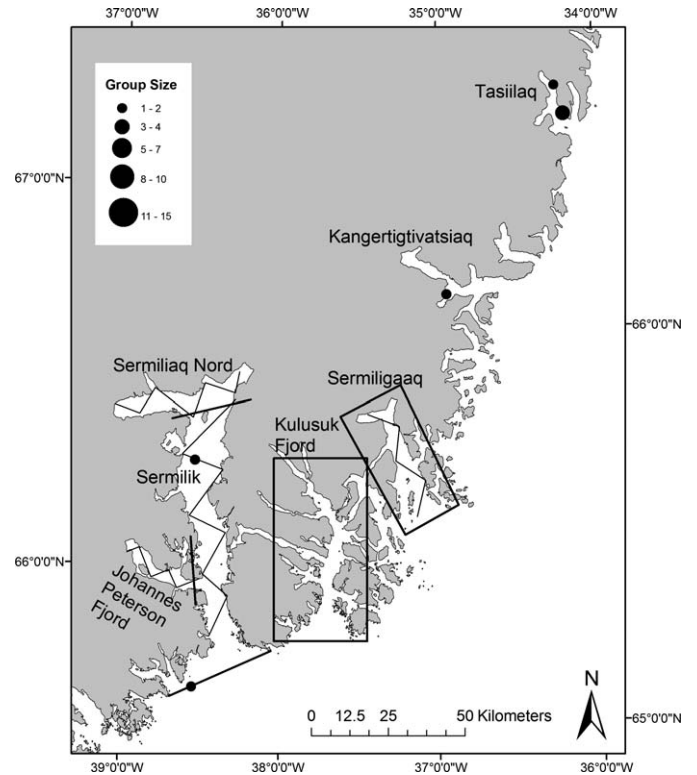 37°0'0"W
36°0'0"W
35°0'0"W
34°0'0"W
Group Size
1 - 2
3 - 4
5 - 7
8 - 10
11 - 15
Tasiilaq
67°0'0"N
Kangertigtivatsiaq
66°0'0"N
Sermiliaq Nord
Sermiligaaq
Kulusuk
Fjord
Sermilik
66°0'0"N
Johannes
Peterson
Fjord
N
0 12.5 25 50 Kilometers
65°0'0"N
39°0'0"W
38°0'0"W
37°0'0"W
36°0'0"W